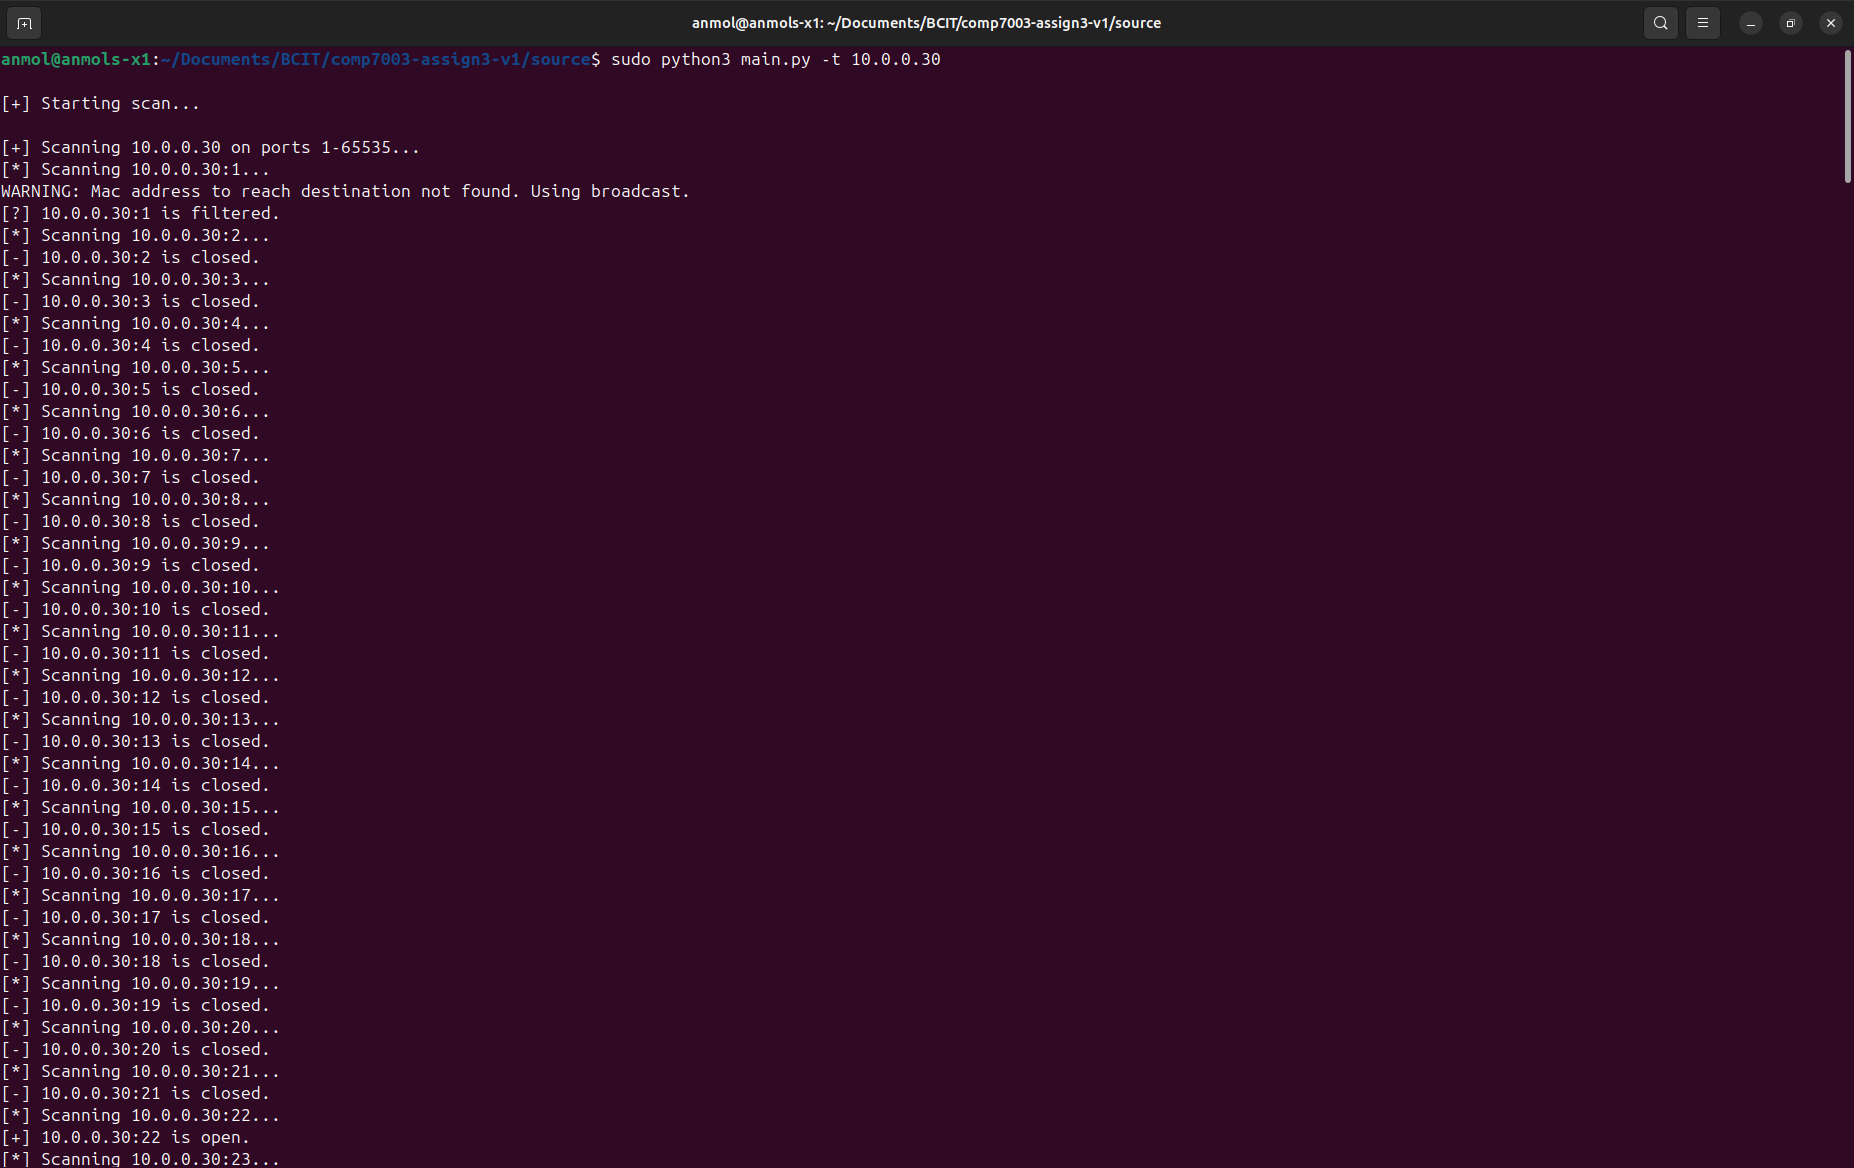 anmol@anmols-x1: ~/Documents/BCIT/comp7003-assign3-v1/source
anmol@anmols-x1:~/Documents/BCIT/comp7003-assign3-v1/source$ sudo python3 main.py -t 10.0.0.30
[+] Starting scan...
[+] Scanning 10.0.0.30 on ports 1-65535...
[*] Scanning 10.0.0.30:1...
WARNING: Mac address to reach destination not found. Using broadcast.
[?] 10.0.0.30:1 is filtered.
[*] Scanning 10.0.0.30:2...
[-] 10.0.0.30:2 is closed.
[*] Scanning 10.0.0.30:3...
[-] 10.0.0.30:3 is closed.
[*] Scanning 10.0.0.30:4...
[-] 10.0.0.30:4 is closed.
[*] Scanning 10.0.0.30:5...
[-] 10.0.0.30:5 is closed.
[*] Scanning 10.0.0.30:6...
[-] 10.0.0.30:6 is closed.
[*] Scanning 10.0.0.30:7...
[-] 10.0.0.30:7 is closed.
[*] Scanning 10.0.0.30:8...
[-] 10.0.0.30:8 is closed.
[*] Scanning 10.0.0.30:9...
[-] 10.0.0.30:9 is closed.
[*] Scanning 10.0.0.30:10...
[-] 10.0.0.30:10 is closed.
[*] Scanning 10.0.0.30:11...
[-] 10.0.0.30:11 is closed.
[*] Scanning 10.0.0.30:12...
[-] 10.0.0.30:12 is closed.
[*] Scanning 10.0.0.30:13...
[-] 10.0.0.30:13 is closed.
[*] Scanning 10.0.0.30:14...
[-] 10.0.0.30:14 is closed.
[*] Scanning 10.0.0.30:15...
[-] 10.0.0.30:15 is closed.
[*] Scanning 10.0.0.30:16...
[-] 10.0.0.30:16 is closed.
[*] Scanning 10.0.0.30:17...
[-] 10.0.0.30:17 is closed.
[*] Scanning 10.0.0.30:18...
[-] 10.0.0.30:18 is closed.
[*] Scanning 10.0.0.30:19...
[-] 10.0.0.30:19 is closed.
[*] Scanning 10.0.0.30:20...
[-] 10.0.0.30:20 is closed.
[*] Scanning 10.0.0.30:21...
[-] 10.0.0.30:21 is closed.
[*] Scanning 10.0.0.30:22...
[+] 10.0.0.30:22 is open.
[*] Scanning 10.0.0.30:23...